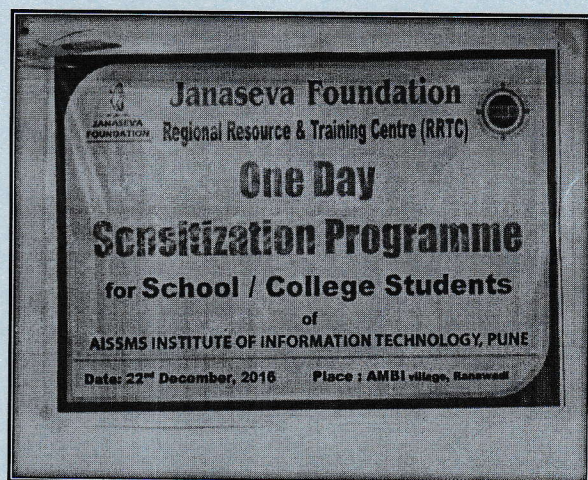 Janaseva Foundation
JANASEVA
FOUNDATION
Regional Resource & Training Centre (RRTC)
One Day
Sensitization Programme
for School / College Students
of
AISSMS INSTITUTE OF INFORMATION TECHNOLOGY, PUNE
Date: 22nd December, 2016 Place : AMBI village, Ranawadi